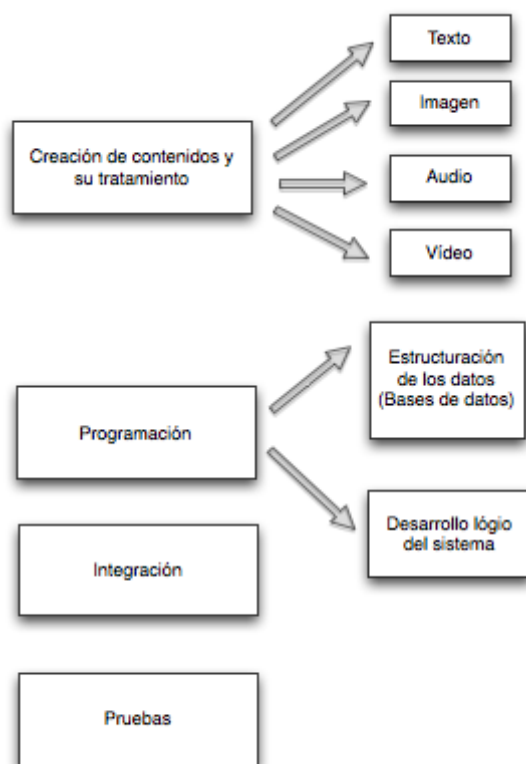 Texto
Imagen
Creación de contenidos y
su tratamiento
Audio
Vídeo
Estructuración
de los datos
(Bases de datos)
Programación
Desarrollo lógio
del sistema
Integración
Pruebas